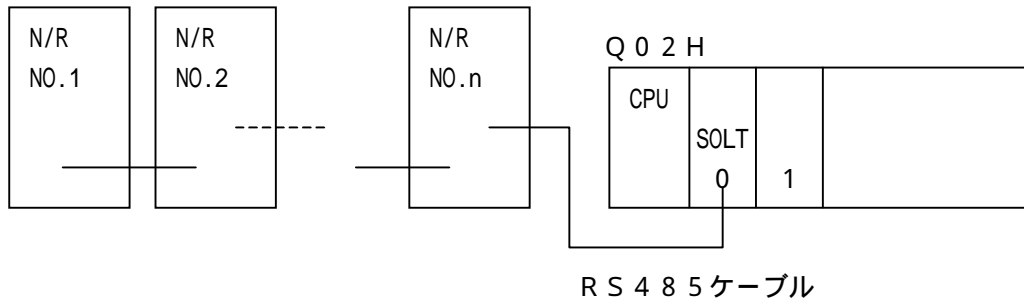 N/R
NO.1
N/R
NO.2
N/R
NO.n
Q02H
CPU
SOLT
0
1
RS485ケーブル